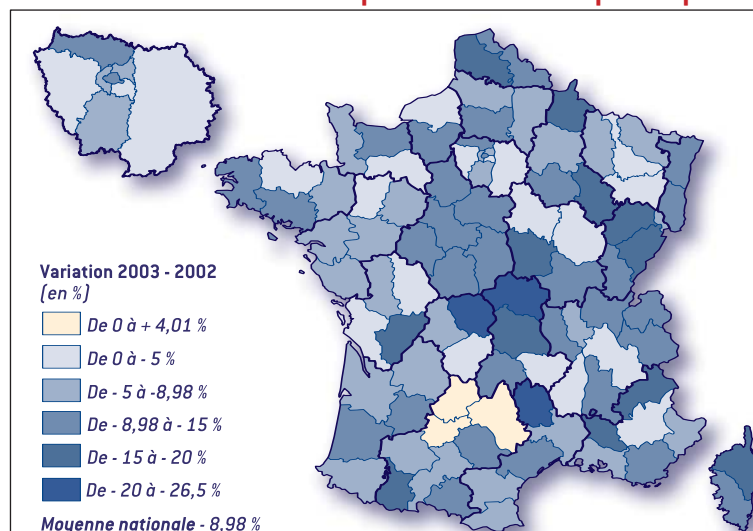 Variation 2003 - 2002
(en %)
De 0 à + 4,01 %
De 0 à - 5 %
De - 5 à -8,98 %
De - 8,98 à - 15 %
De - 15 à - 20 %
De - 20 à - 26,5 %
Moyenne nationale - 8,98 %